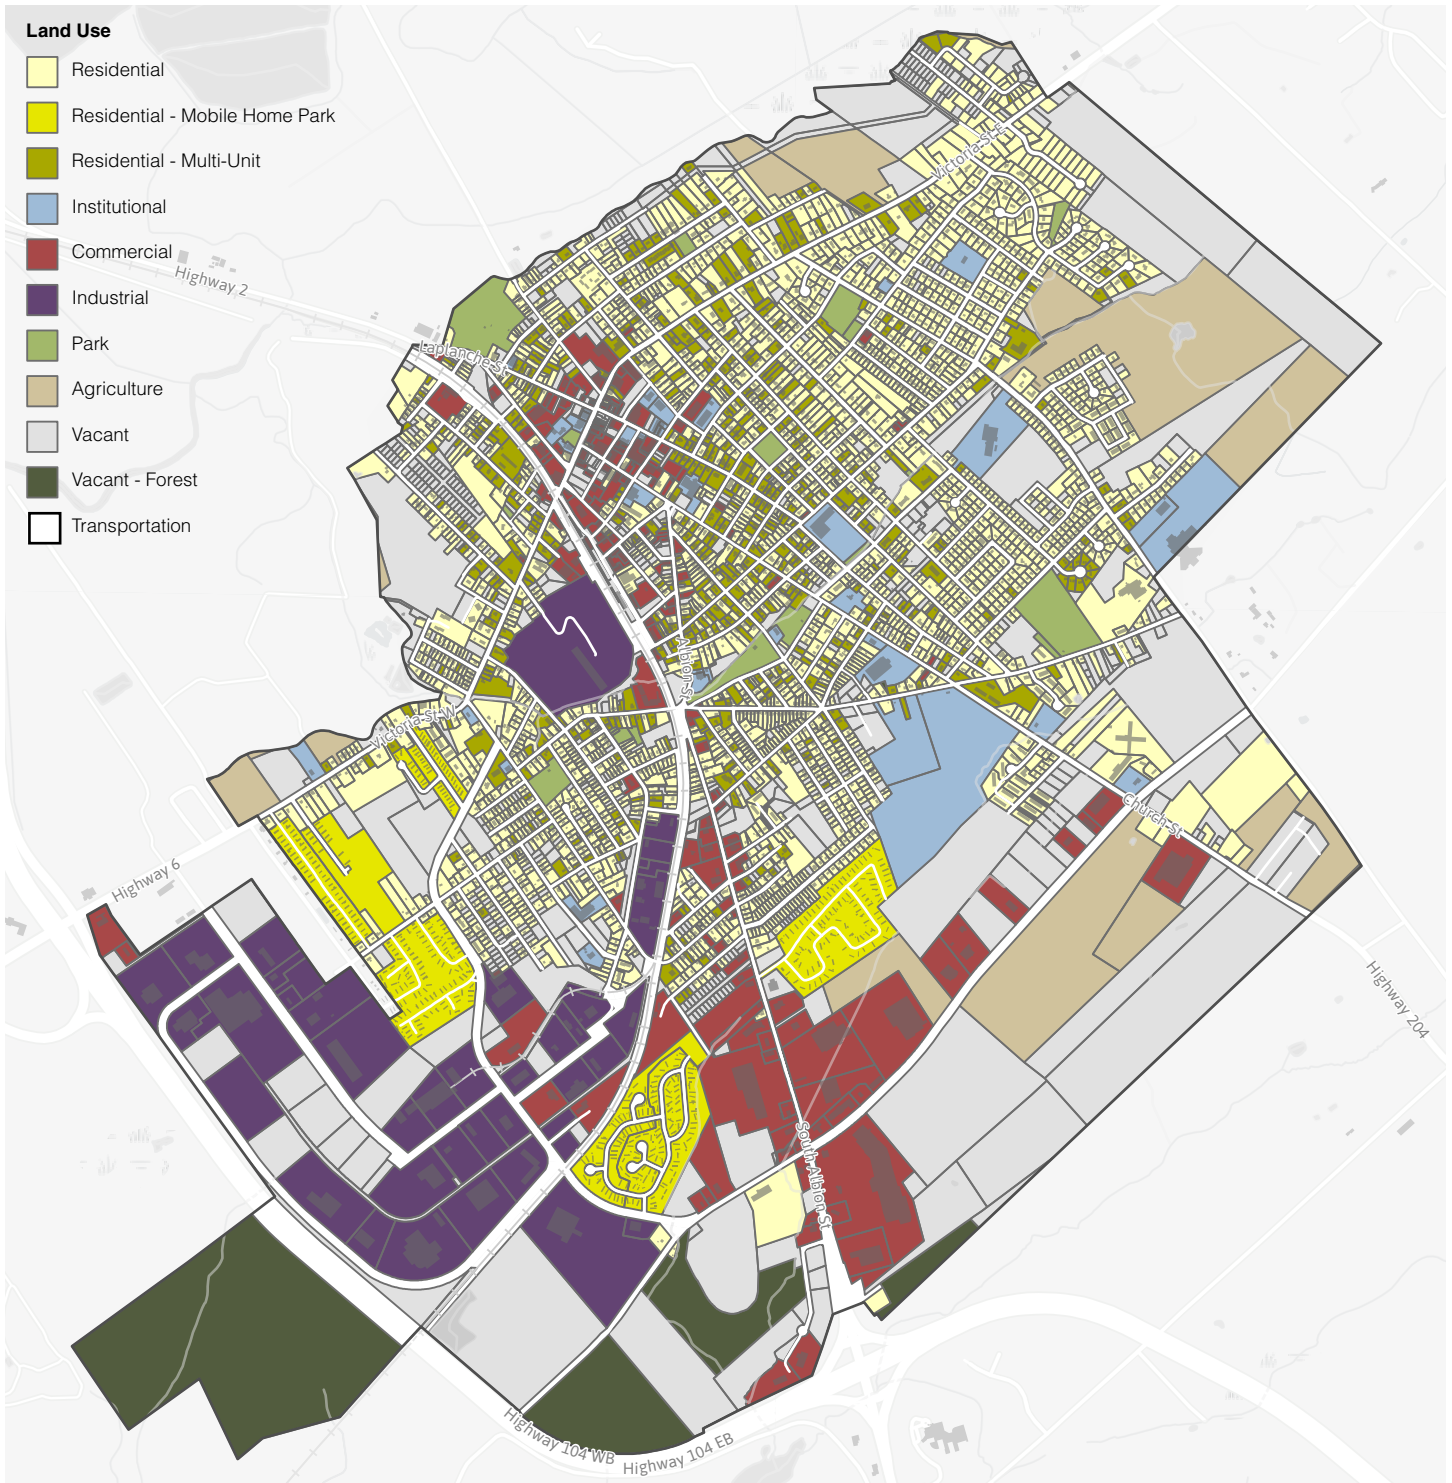 Land Use
Residential
Residential - Mobile Home Park
Residential - Multi-Unit
Institutional
Commercial
Industrial
Park
Agriculture
Vacant
Vacant - Forest
Transportation
Victoria St E
Highway 2
Laplanche St
Albion St
Victoria St W
Church St
Highway 6
Highway 204
South Albion St
Highway 104 WB
Highway 104 EB